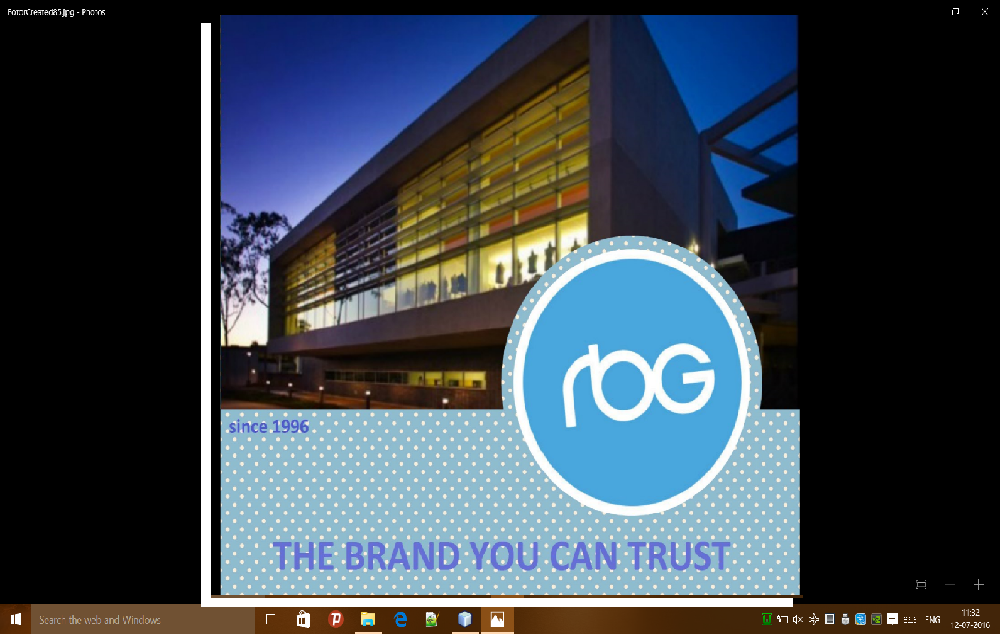 FotorCreated85.jpg - Photos
rbG
since 1996
THE BRAND YOU CAN TRUST
Search the web and Windows
ENG
11:32
12-07-2016